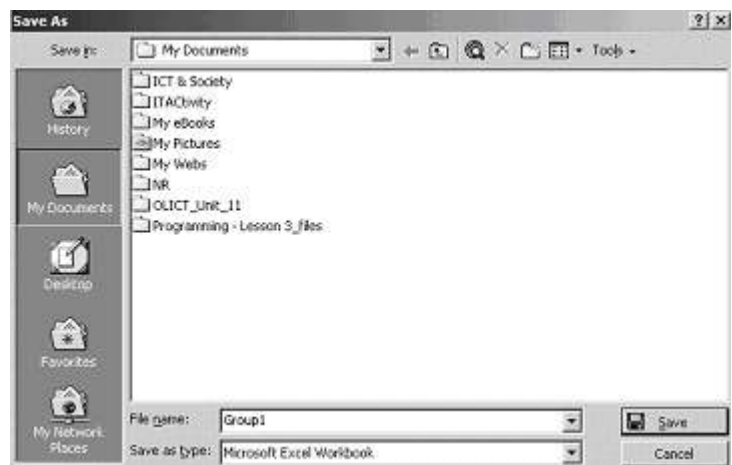 Save As
Save in: My Documents Tools
History
My Documents
Desktop
Favorites
My Network
Places
ICT & Society
ITACtivity
My eBooks
My Pictures
My Webs
NR
OLICT_Unit_11
Programming - Lesson 3_files
File name: Group1 Save
Save as type: Microsoft Excel Workbook Cancel